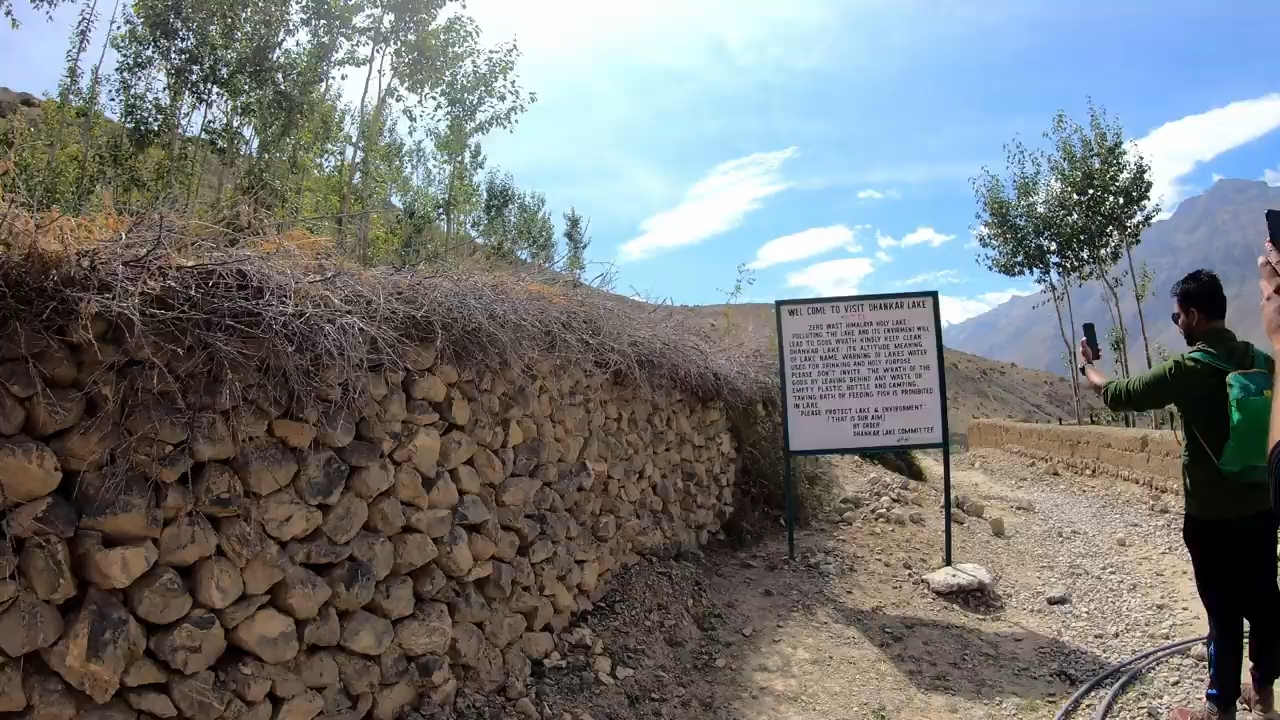 WEL COME TO VISIT DHANKAR LAKE
ZERO WAST HIMALAYA HOLY LAKE
POLLUTING THE LAKE AND ITS ENVIRMENT WILL
LEAD TO GODS WRATH KINDLY KEEP CLEAN
DHANKAR LAKE: ITS ALTITUDE MEANING
OF LAKE NAME, WARNING OF LAKES WATER
USED FOR DRINKING AND HOLY PURPOSE
PLEASE DON'T INVITE THE WRATH OF THE
GODS BY LEAVING BEHIND ANY WASTE OR
EMPTY PLASTIC BOTTLE AND CAMPING,
TAKING BATH OR FEEDING FISH IS PROHIBITED
IN LAKE
"PLEASE PROTECT LAKE & ENVIRONMENT"
(THAT IS OUR AIM)
BY ORDER
DHANKAR LAKE COMMITTEE